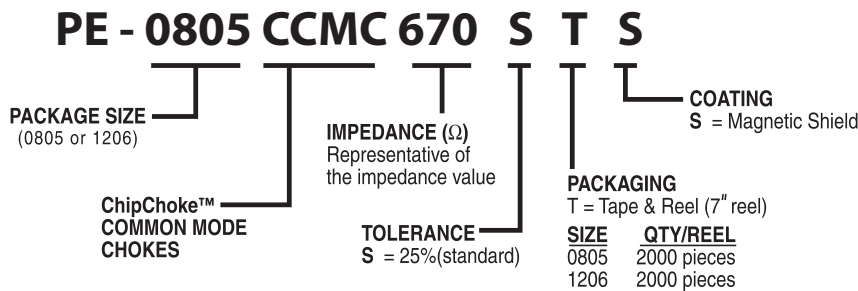 PE - 0805 CCMC 670 S T S
PACKAGE SIZE
(0805 or 1206)
ChipChoke™
COMMON MODE
CHOKES
IMPEDANCE (Ω)
Representative of
the impedance value
TOLERANCE
S = 25%(standard)
PACKAGING
T = Tape & Reel (7" reel)
SIZE QTY/REEL
0805 2000 pieces
1206 2000 pieces
COATING
S = Magnetic Shield